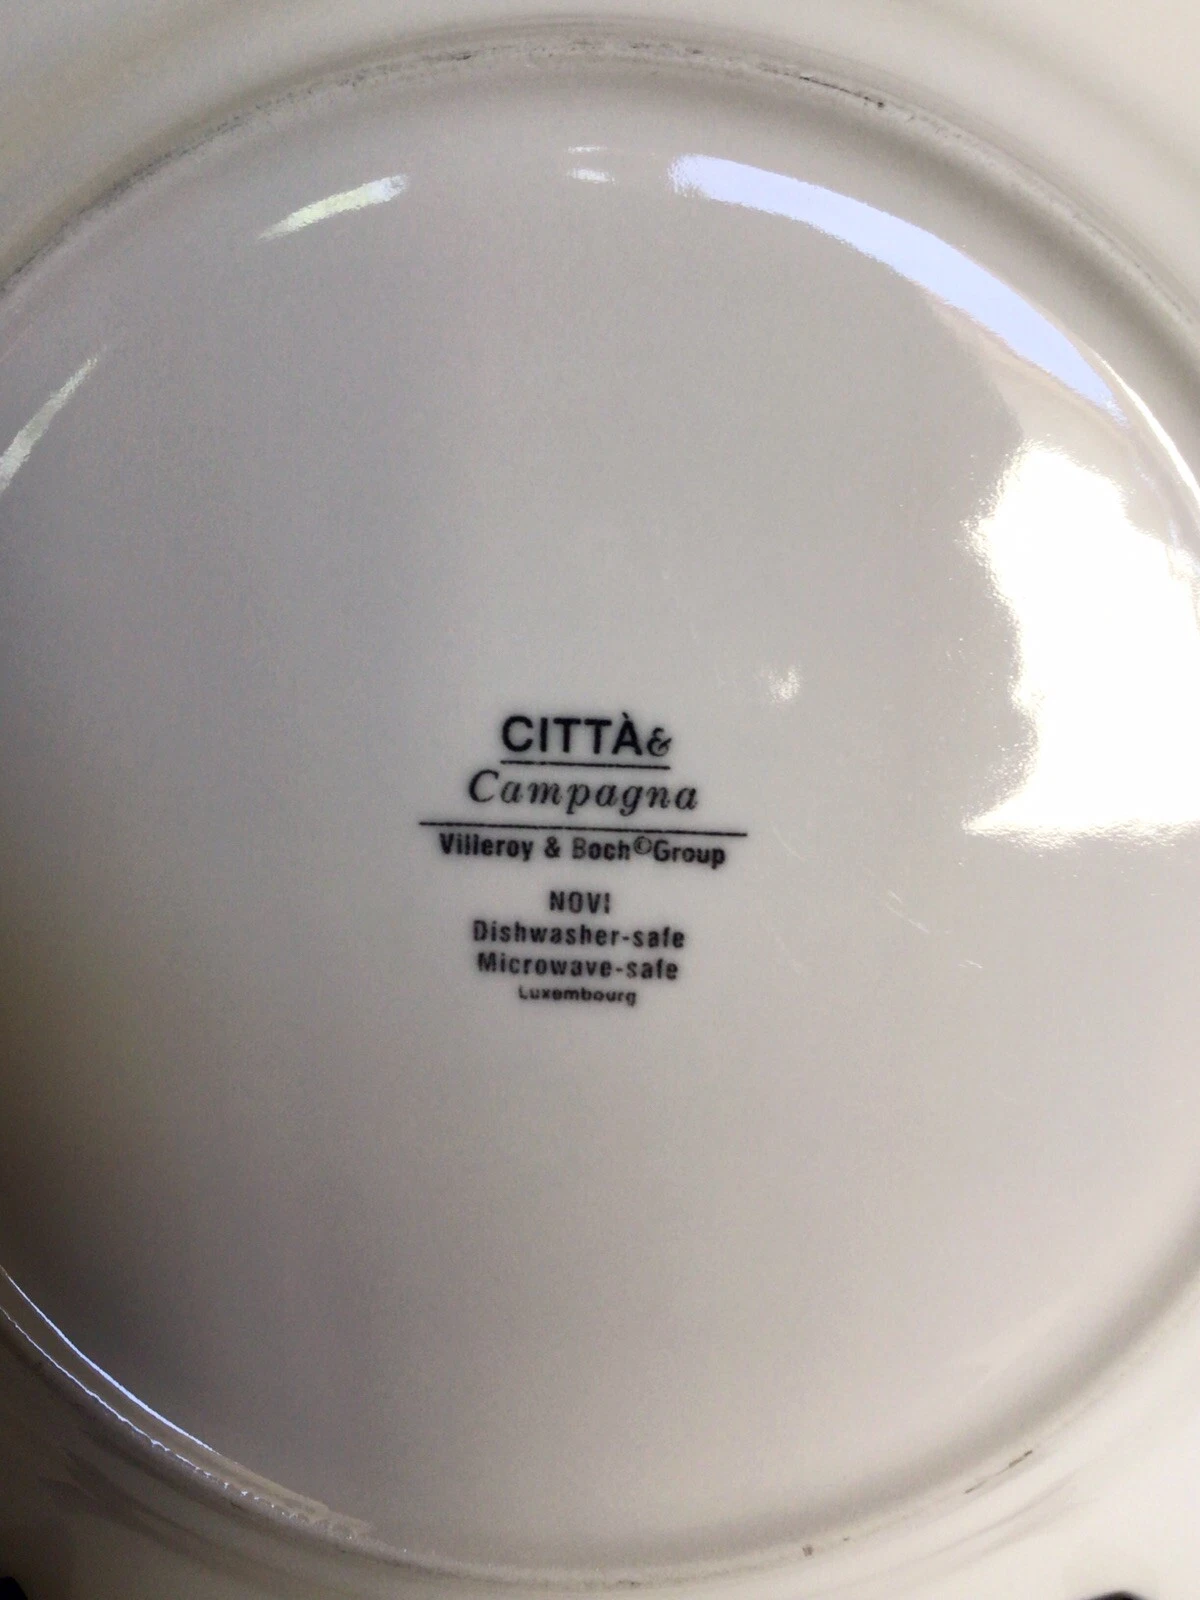 CITTÀ&
Campagna
Villeroy & Boch©Group
NOVI
Dishwasher-safe
Microwave-safe
Luxembourg